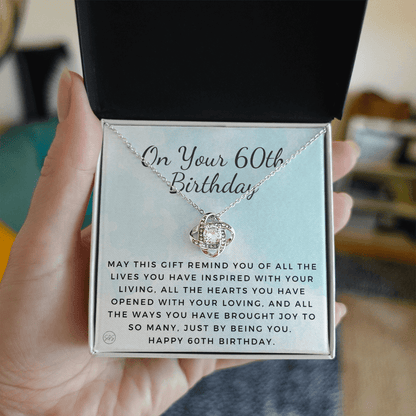 On Your 60th
Birthday
MAY THIS GIFT REMIND YOU OF ALL THE
LIVES YOU HAVE INSPIRED WITH YOUR
LIVING, ALL THE HEARTS YOU HAVE
OPENED WITH YOUR LOVING, AND ALL
THE WAYS YOU HAVE BROUGHT JOY TO
SO MANY, JUST BY BEING YOU.
HAPPY 60TH BIRTHDAY.